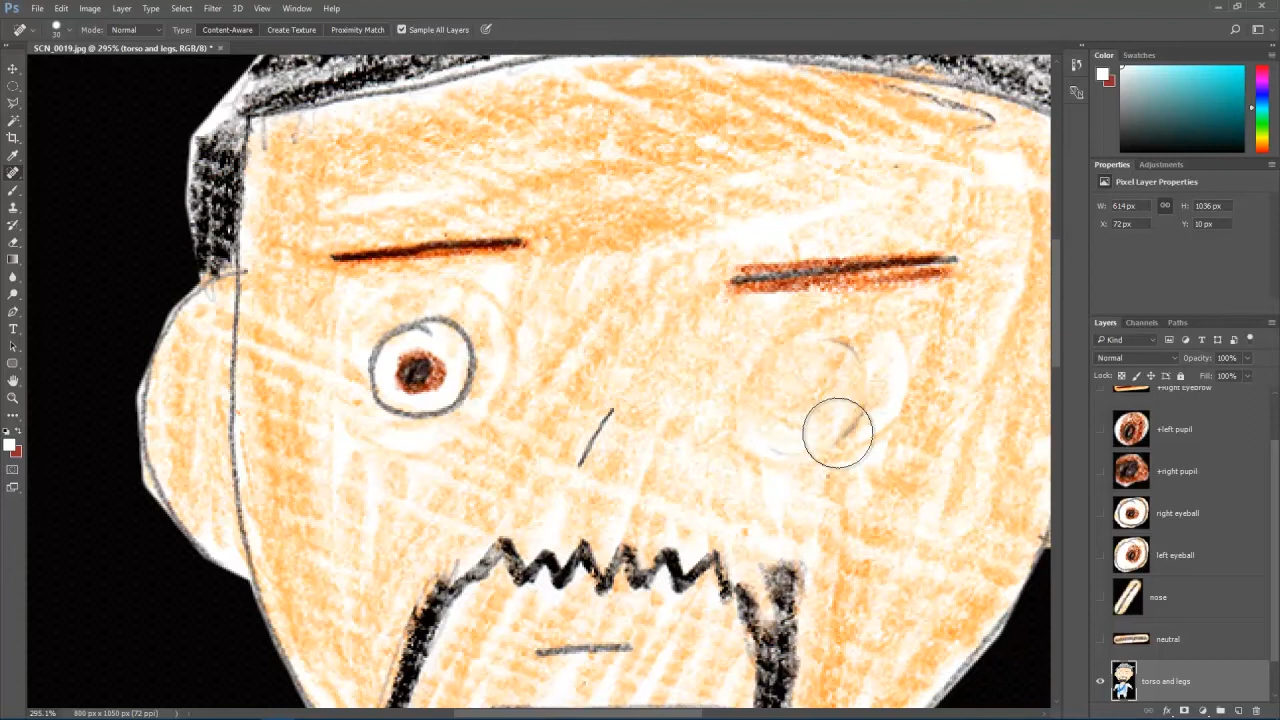 Ps File Edit Image Layer Type Select Filter 3D View Window Help
30 Mode: Normal Type: Content-Aware Create Texture Proximity Match Sample All Layers
SCN_0019.jpg @ 295% (torso and legs, RGB/8) * ×
Color Swatches
Properties Adjustments
Pixel Layer Properties
W: 614 px H: 1036 px
X: 72 px Y: 10 px
Layers Channels Paths
Kind
Normal Opacity: 100%
Lock: Fill: 100%
+right eyebrow
+left pupil
+right pupil
right eyeball
left eyeball
nose
neutral
torso and legs
295.1% 800 px x 1050 px (72 ppi)